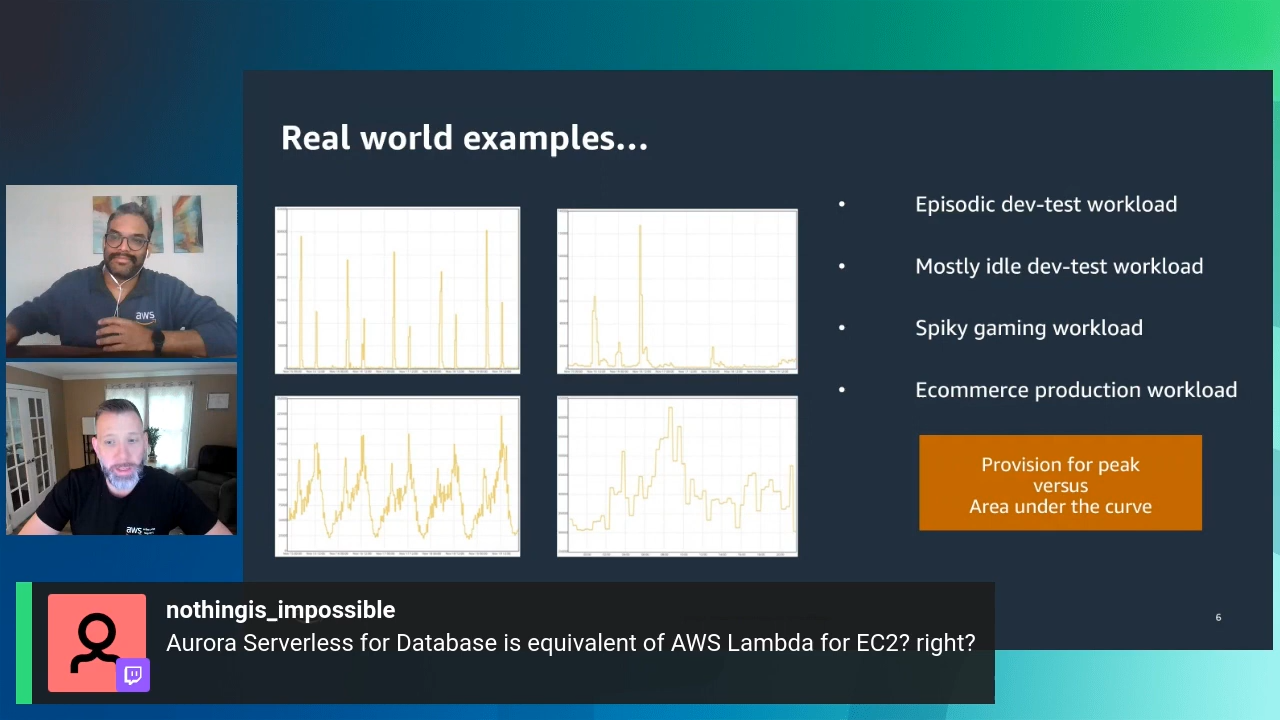 Real world examples...
Episodic dev-test workload
Mostly idle dev-test workload
Spiky gaming workload
Ecommerce production workload
Provision for peak
versus
Area under the curve
6
aws
aws
nothingis_impossible
Aurora Serverless for Database is equivalent of AWS Lambda for EC2? right?